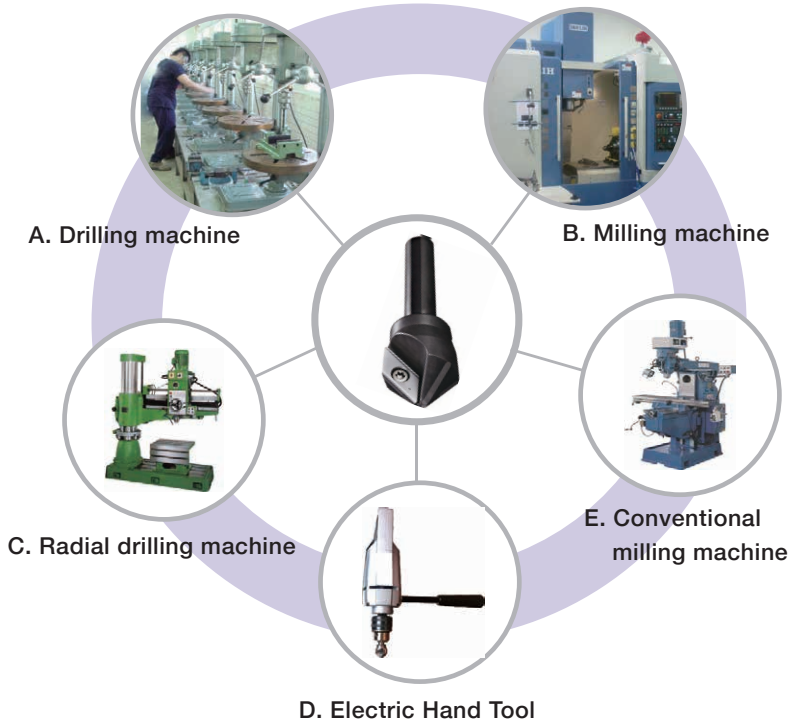 A. Drilling machine
B. Milling machine
C. Radial drilling machine
E. Conventional
milling machine
D. Electric Hand Tool